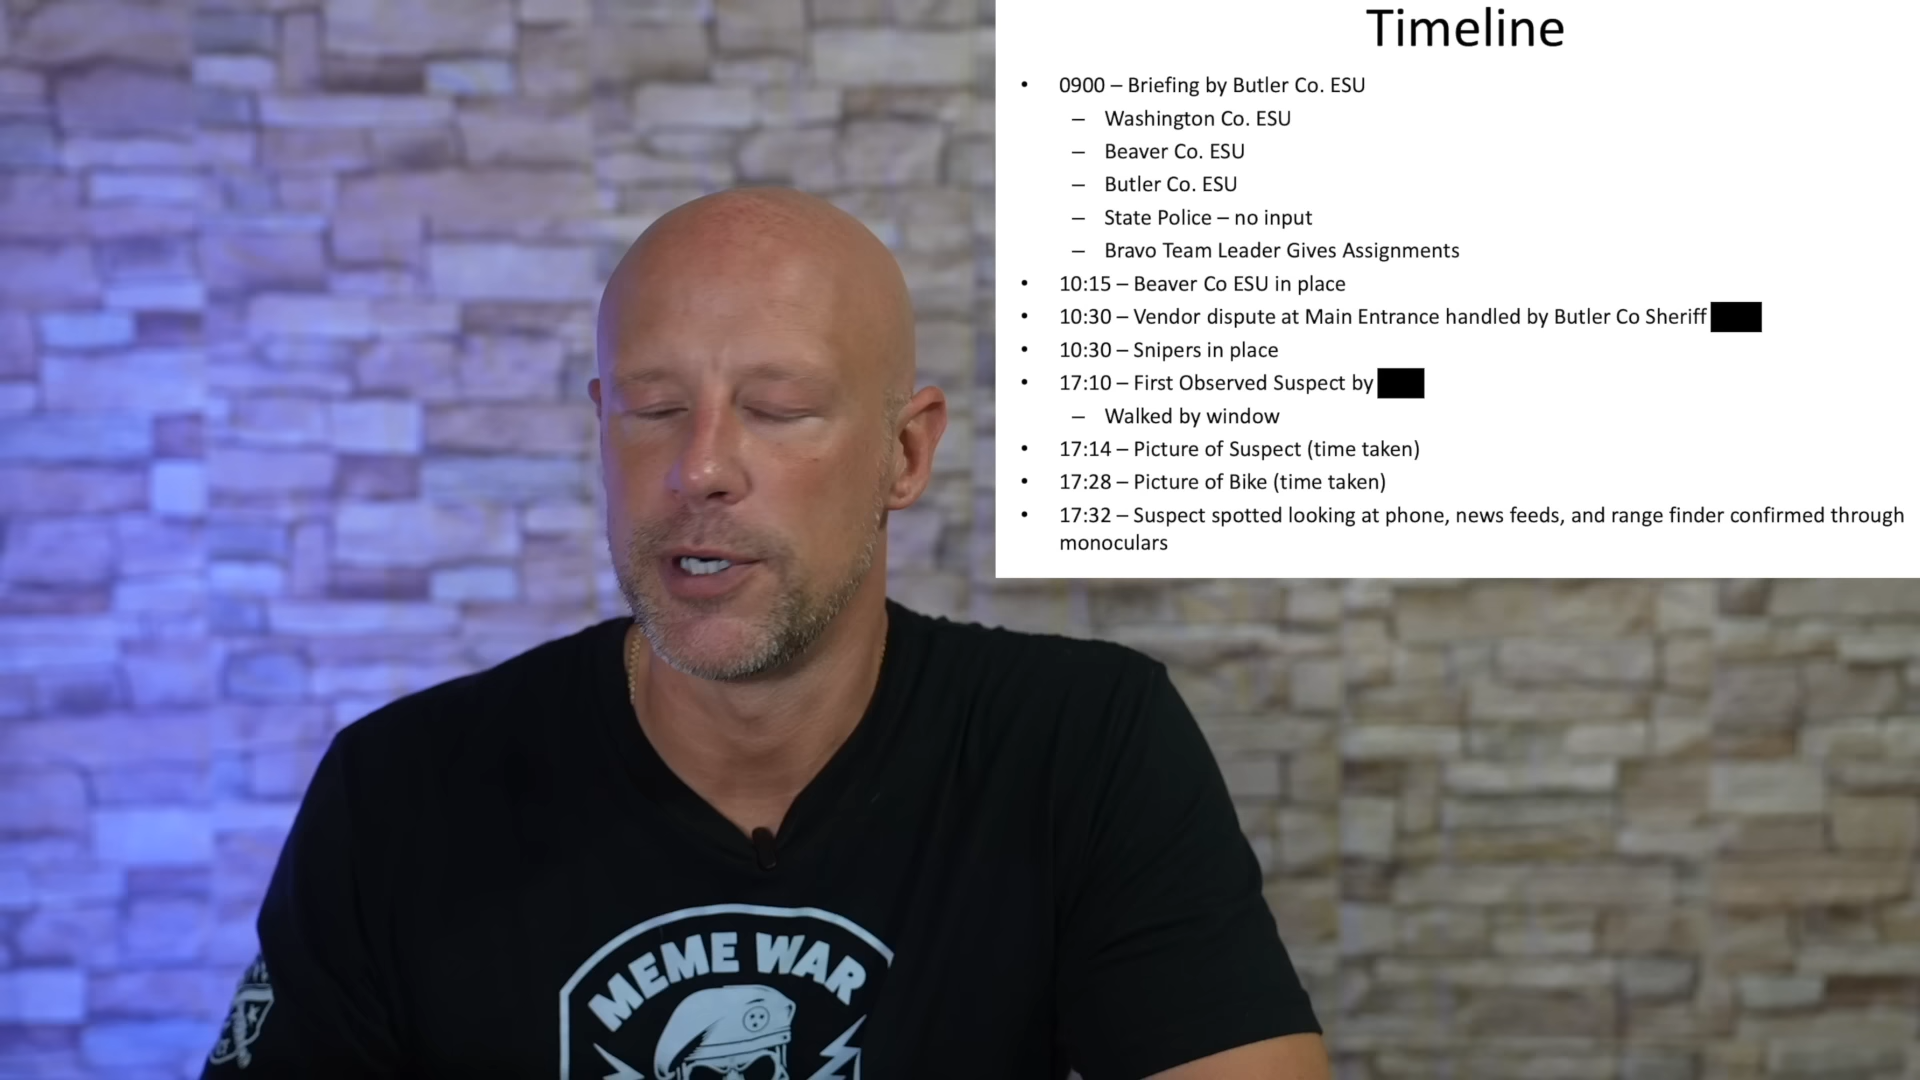 Timeline
• 0900 – Briefing by Butler Co. ESU
– Washington Co. ESU
– Beaver Co. ESU
– Butler Co. ESU
– State Police – no input
– Bravo Team Leader Gives Assignments
• 10:15 – Beaver Co ESU in place
• 10:30 – Vendor dispute at Main Entrance handled by Butler Co Sheriff
• 10:30 – Snipers in place
• 17:10 – First Observed Suspect by
– Walked by window
• 17:14 – Picture of Suspect (time taken)
• 17:28 – Picture of Bike (time taken)
• 17:32 – Suspect spotted looking at phone, news feeds, and range finder confirmed through
monoculars
MEME WAR